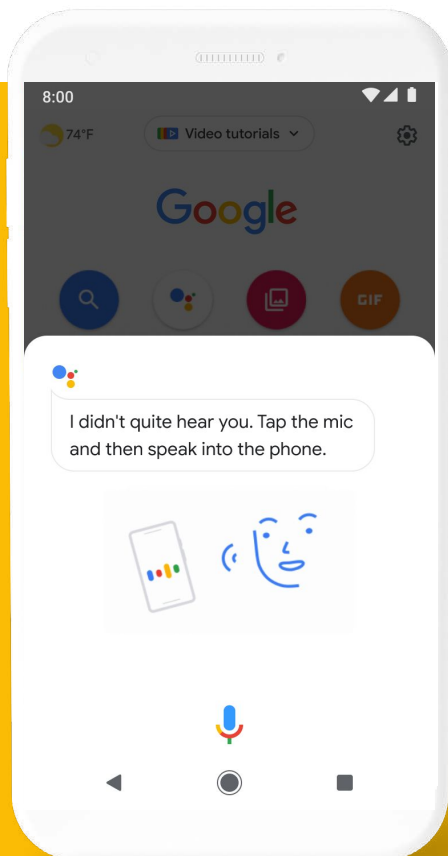 8:00
74°F
Video tutorials
Google
GIF
I didn't quite hear you. Tap the mic
and then speak into the phone.